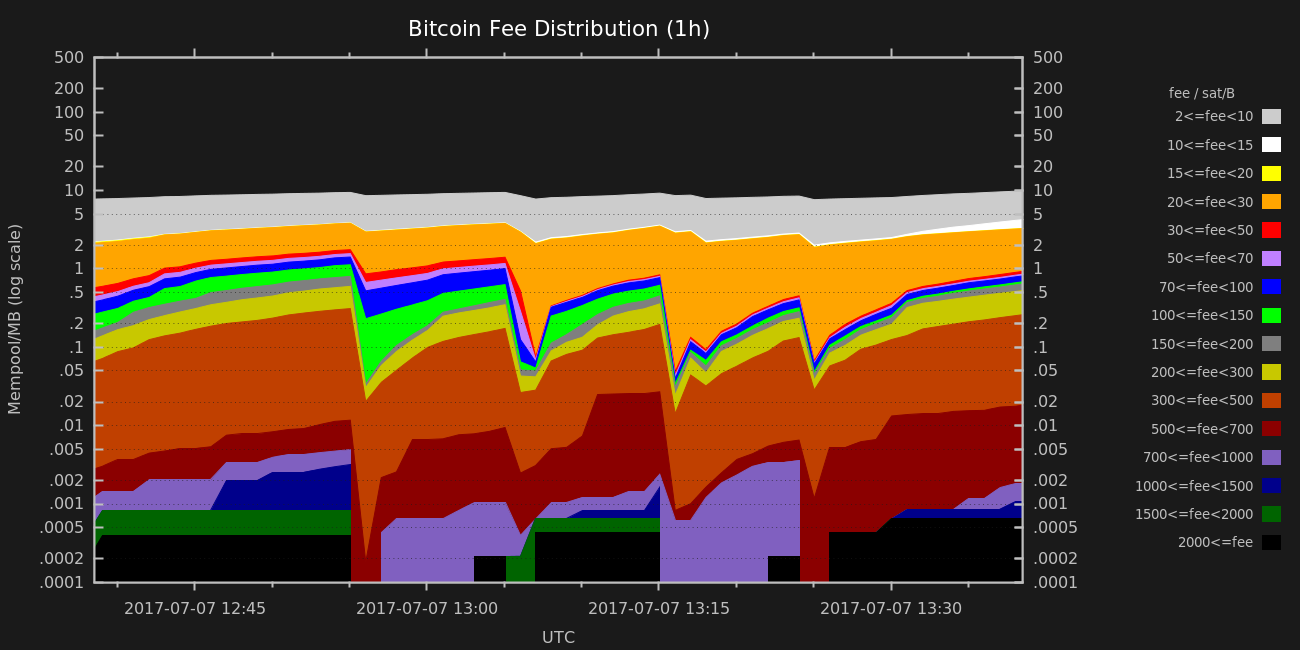 Bitcoin Fee Distribution (1h)
500 500
200 200
100 100
50 50
20 20
10 10
5 5
2 2
1 1
.5 .5
.2 .2
.1 .1
.05 .05
.02 .02
.01 .01
.005 .005
.002 .002
.001 .001
.0005 .0005
.0002 .0002
.0001 .0001
Mempool/MB (log scale)
2017-07-07 12:45 2017-07-07 13:00 2017-07-07 13:15 2017-07-07 13:30
UTC
fee / sat/B
2<=fee<10
10<=fee<15
15<=fee<20
20<=fee<30
30<=fee<50
50<=fee<70
70<=fee<100
100<=fee<150
150<=fee<200
200<=fee<300
300<=fee<500
500<=fee<700
700<=fee<1000
1000<=fee<1500
1500<=fee<2000
2000<=fee